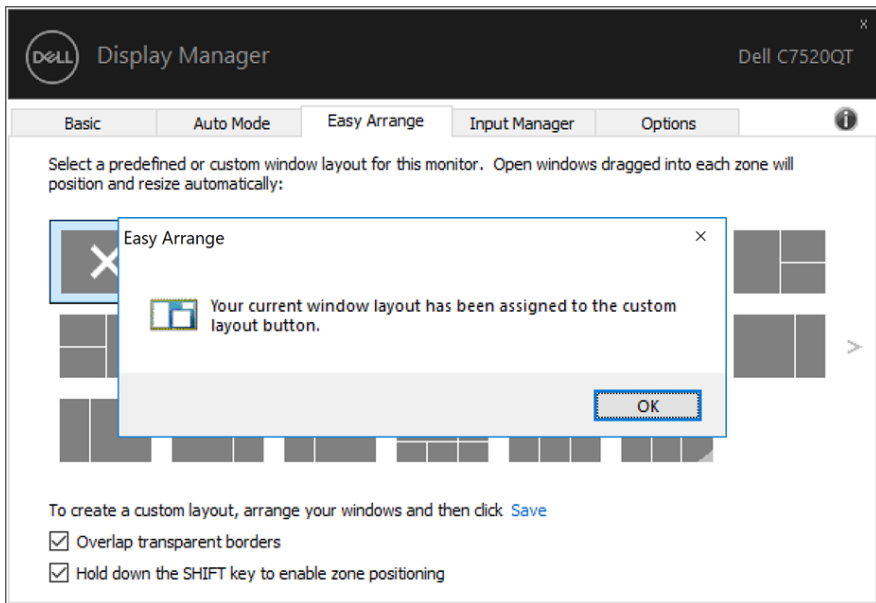 x
DELL
Display Manager
Dell C7520QT
Basic
Auto Mode
Easy Arrange
Input Manager
Options
i
Select a predefined or custom window layout for this monitor.  Open windows dragged into each zone will
position and resize automatically:
Easy Arrange
Your current window layout has been assigned to the custom
layout button.
OK
To create a custom layout, arrange your windows and then click Save
Overlap transparent borders
Hold down the SHIFT key to enable zone positioning